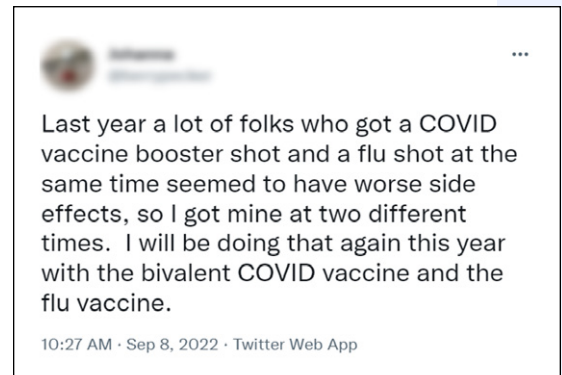 Last year a lot of folks who got a COVID
vaccine booster shot and a flu shot at the
same time seemed to have worse side
effects, so I got mine at two different
times.  I will be doing that again this year
with the bivalent COVID vaccine and the
flu vaccine.
10:27 AM · Sep 8, 2022 · Twitter Web App